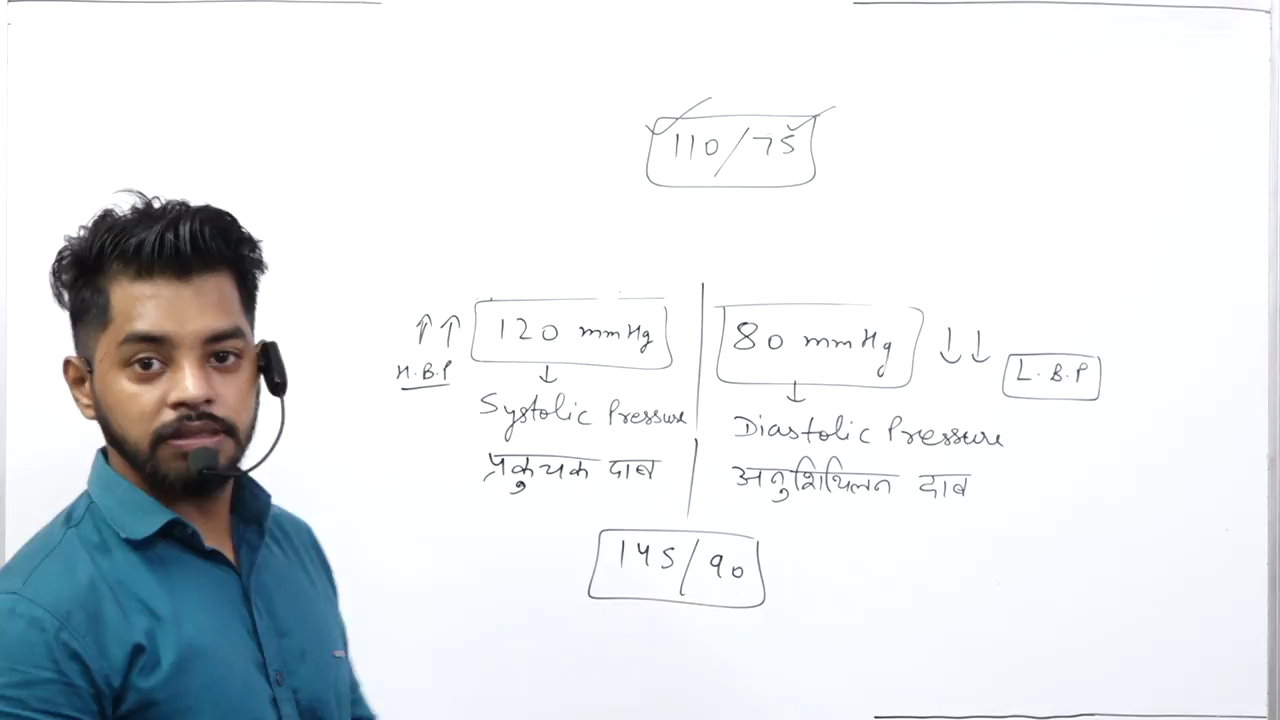 110/75
120 mmHg
80 mmHg
H.B.P
L.B.P
Systolic Pressure
Diastolic Pressure
प्रकुचक दाब
अनुशिथिलन दाब
145/90